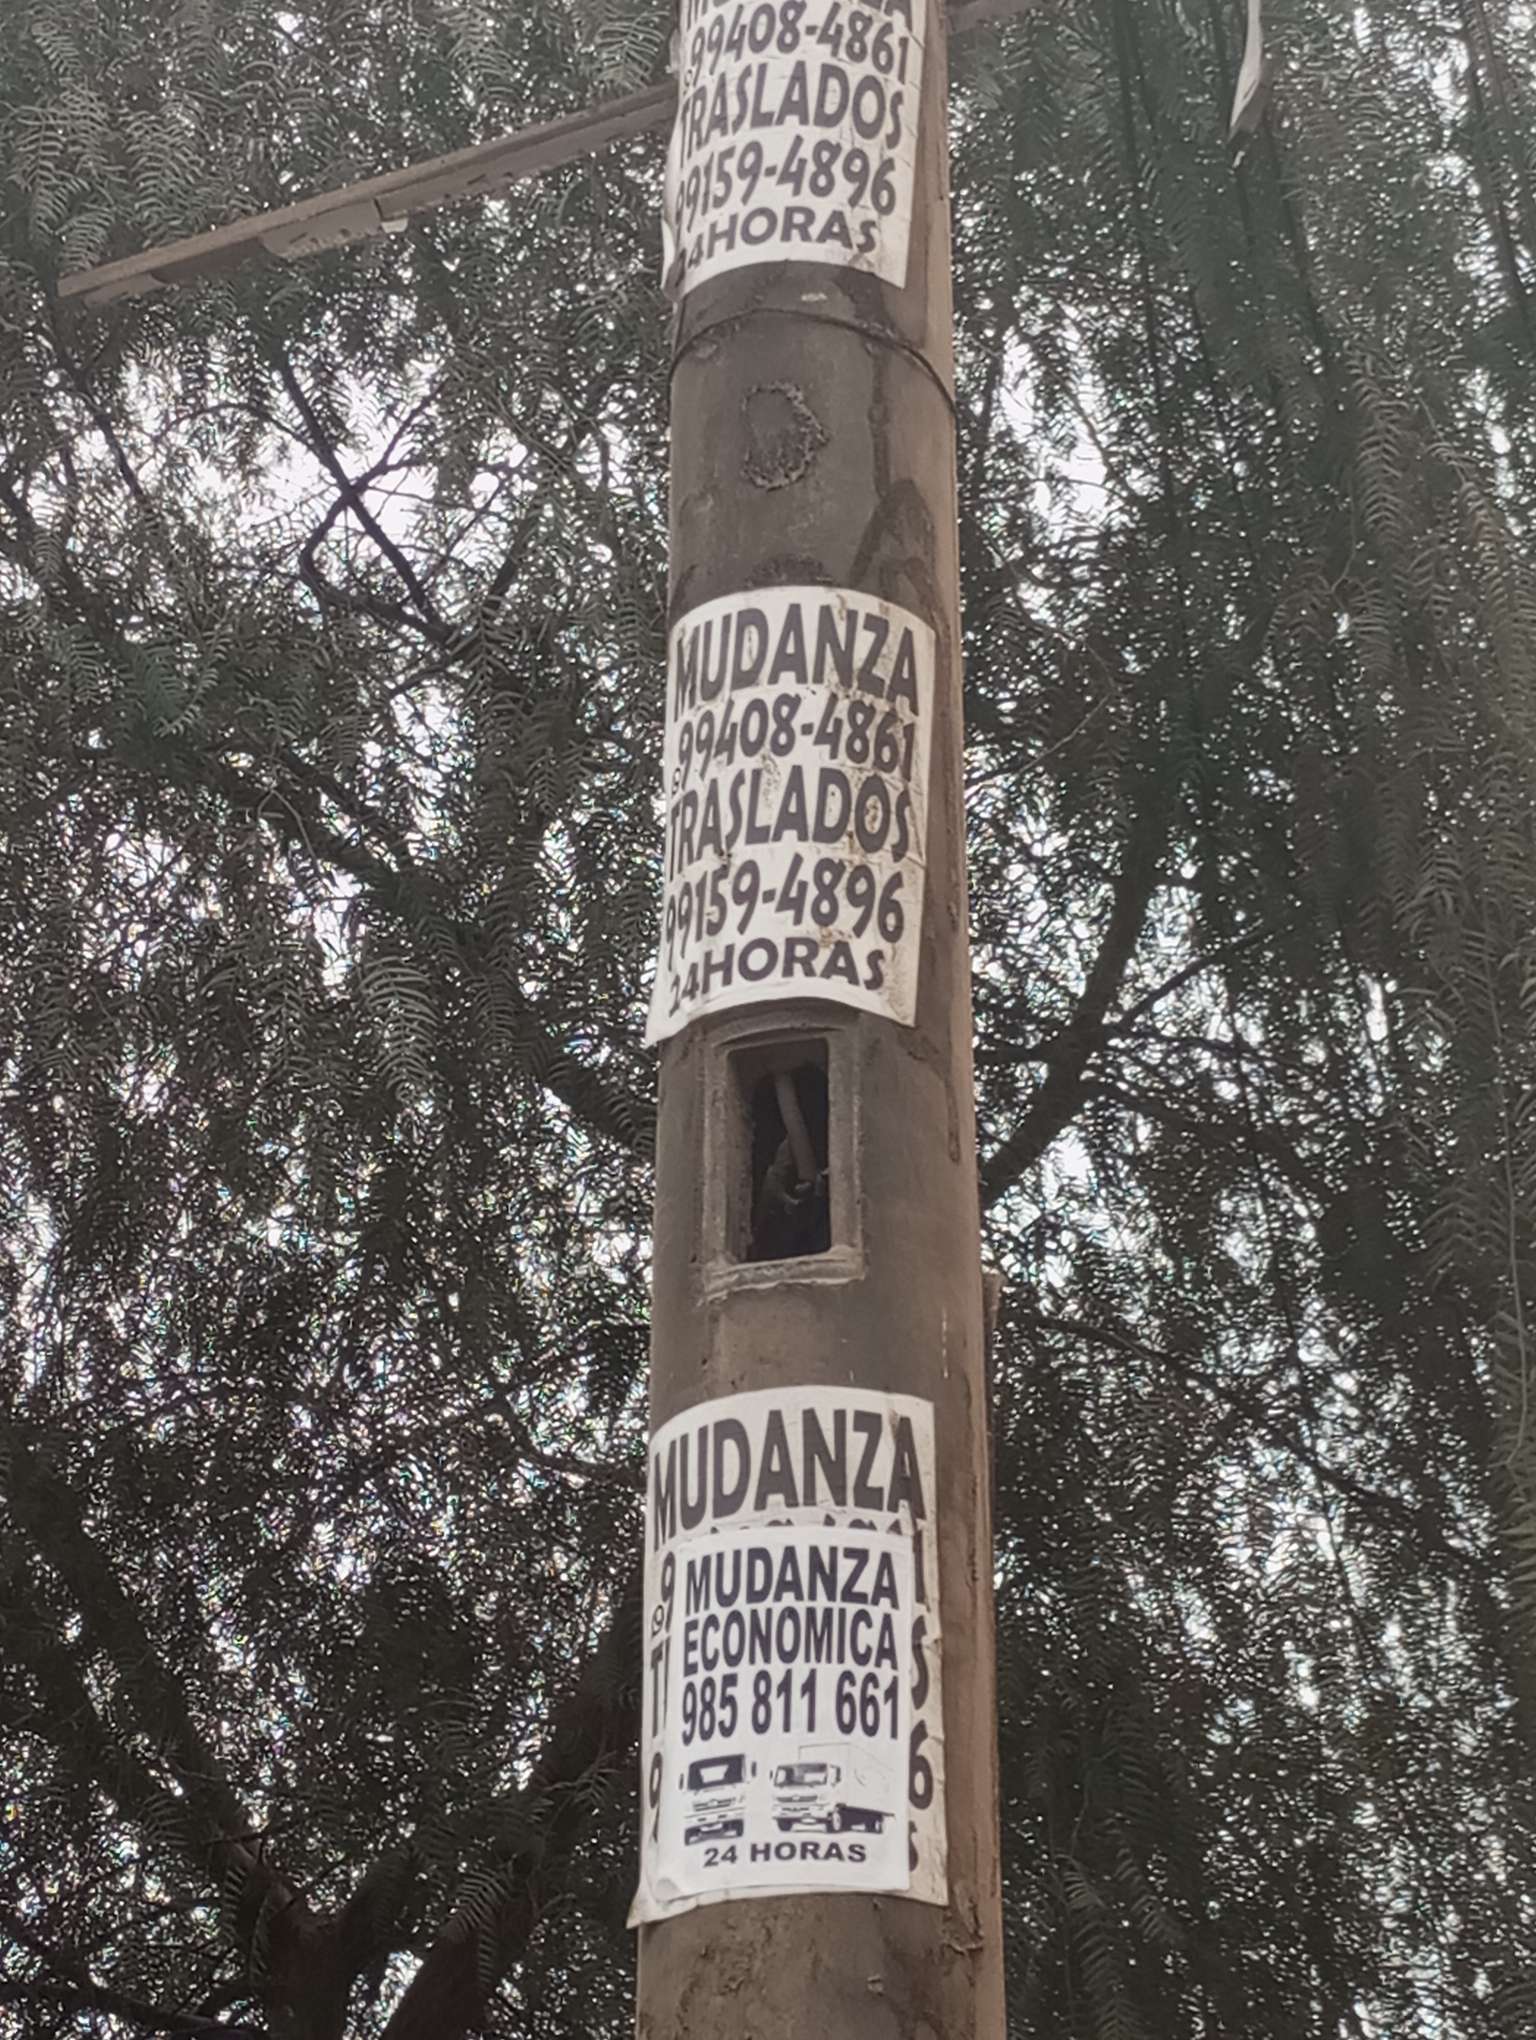 99408-4861
TRASLADOS
99159-4896
24HORAS
MUDANZA
99408-4861
TRASLADOS
99159-4896
24HORAS
MUDANZA
MUDANZA
ECONOMICA
985 811 661
24 HORAS